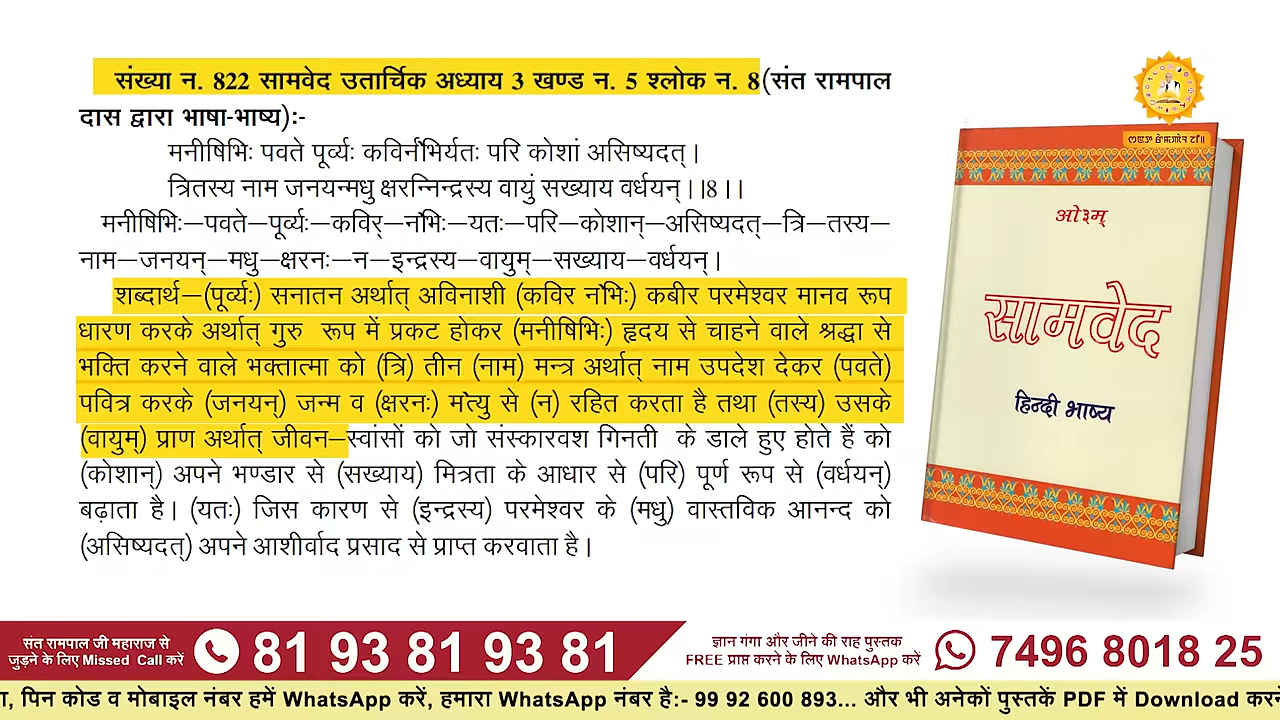 संख्या न. 822 सामवेद उतार्चिक अध्याय 3 खण्ड न. 5 श्लोक न. 8(संत रामपाल
दास द्वारा भाषा-भाष्य):-
मनीषिभिः पवते पूर्व्यः कविर्नृभिर्यतः परि कोशां असिष्यदत्।
त्रितस्य नाम जनयन्मधु क्षरन्निन्द्रस्य वायुं सख्याय वर्धयन्।।8।।
मनीषिभिः—पवते—पूर्व्यः—कविर्—नृभिः—यतः—परि—कोशान्—असिष्यदत्—त्रि—तस्य—
नाम—जनयन्—मधु—क्षरनः—न—इन्द्रस्य—वायुम्—सख्याय—वर्धयन्।
शब्दार्थ—(पूर्व्यः) सनातन अर्थात् अविनाशी (कविर नृभिः) कबीर परमेश्वर मानव रूप
धारण करके अर्थात् गुरु रूप में प्रकट होकर (मनीषिभिः) हृदय से चाहने वाले श्रद्धा से
भक्ति करने वाले भक्तात्मा को (त्रि) तीन (नाम) मन्त्र अर्थात् नाम उपदेश देकर (पवते)
पवित्र करके (जनयन्) जन्म व (क्षरनः) मृत्यु से (न) रहित करता है तथा (तस्य) उसके
(वायुम्) प्राण अर्थात् जीवन—स्वांसों को जो संस्कारवश गिनती के डाले हुए होते हैं को
(कोशान्) अपने भण्डार से (सख्याय) मित्रता के आधार से (परि) पूर्ण रूप से (वर्धयन्)
बढ़ाता है। (यतः) जिस कारण से (इन्द्रस्य) परमेश्वर के (मधु) वास्तविक आनन्द को
(असिष्यदत्) अपने आशीर्वाद प्रसाद से प्राप्त करवाता है।
ओ३म्
सामवेद
हिन्दी भाष्य
संत रामपाल जी महाराज से
जुड़ने के लिए Missed Call करें
81 93 81 93 81
ज्ञान गंगा और जीने की राह पुस्तक
FREE प्राप्त करने के लिए WhatsApp करें
7496 8018 25
पिन कोड व मोबाइल नंबर हमें WhatsApp करें, हमारा WhatsApp नंबर है:- 99 92 600 893... और भी अनेकों पुस्तकें PDF में Download